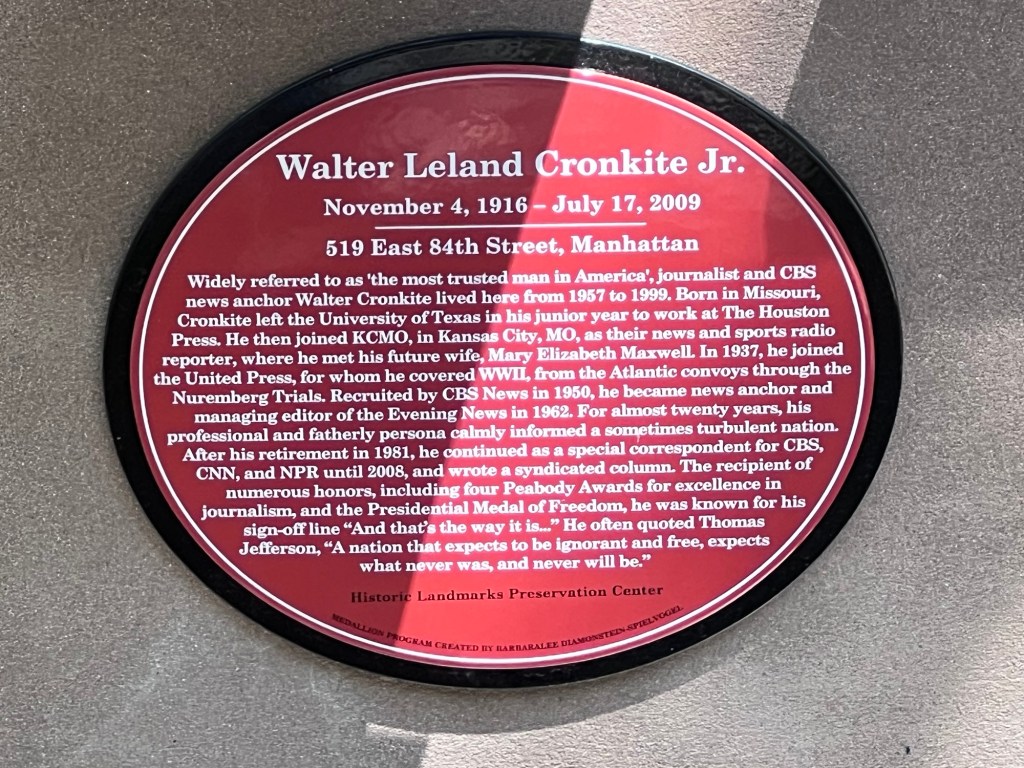 Walter Leland Cronkite Jr.
November 4, 1916 – July 17, 2009
519 East 84th Street, Manhattan
Widely referred to as 'the most trusted man in America', journalist and CBS
news anchor Walter Cronkite lived here from 1957 to 1999. Born in Missouri,
Cronkite left the University of Texas in his junior year to work at The Houston
Press. He then joined KCMO, in Kansas City, MO, as their news and sports radio
reporter, where he met his future wife, Mary Elizabeth Maxwell. In 1937, he joined
the United Press, for whom he covered WWII, from the Atlantic convoys through the
Nuremberg Trials. Recruited by CBS News in 1950, he became news anchor and
managing editor of the Evening News in 1962. For almost twenty years, his
professional and fatherly persona calmly informed a sometimes turbulent nation.
After his retirement in 1981, he continued as a special correspondent for CBS,
CNN, and NPR until 2008, and wrote a syndicated column. The recipient of
numerous honors, including four Peabody Awards for excellence in
journalism, and the Presidential Medal of Freedom, he was known for his
sign-off line “And that's the way it is...” He often quoted Thomas
Jefferson, “A nation that expects to be ignorant and free, expects
what never was, and never will be.”
Historic Landmarks Preservation Center
MEDALLION PROGRAM CREATED BY BARBARALEE DIAMONSTEIN-SPIELVOGEL